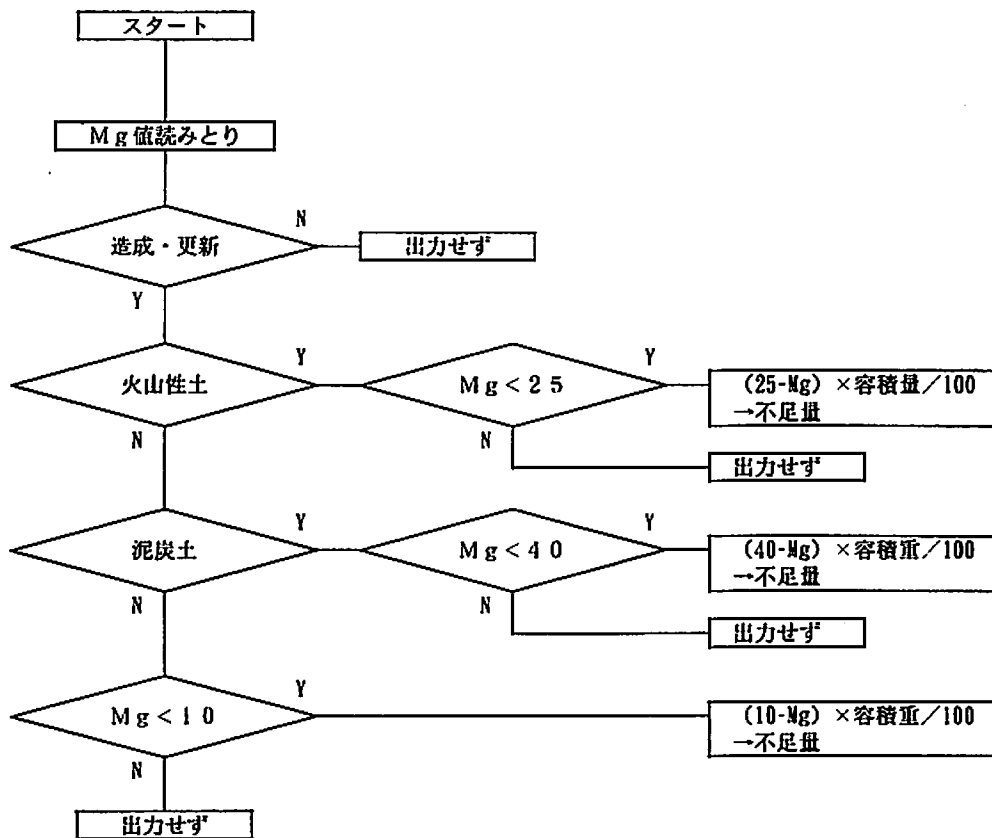 スタート
Mg値読みとり
造成・更新
N
出力せず
Y
火山性土
Y
Mg<25
Y
(25-Mg)×容積量/100
→不足量
N
N
出力せず
泥炭土
Y
Mg<40
Y
(40-Mg)×容積重/100
→不足量
N
N
出力せず
Mg<10
Y
(10-Mg)×容積重/100
→不足量
N
出力せず